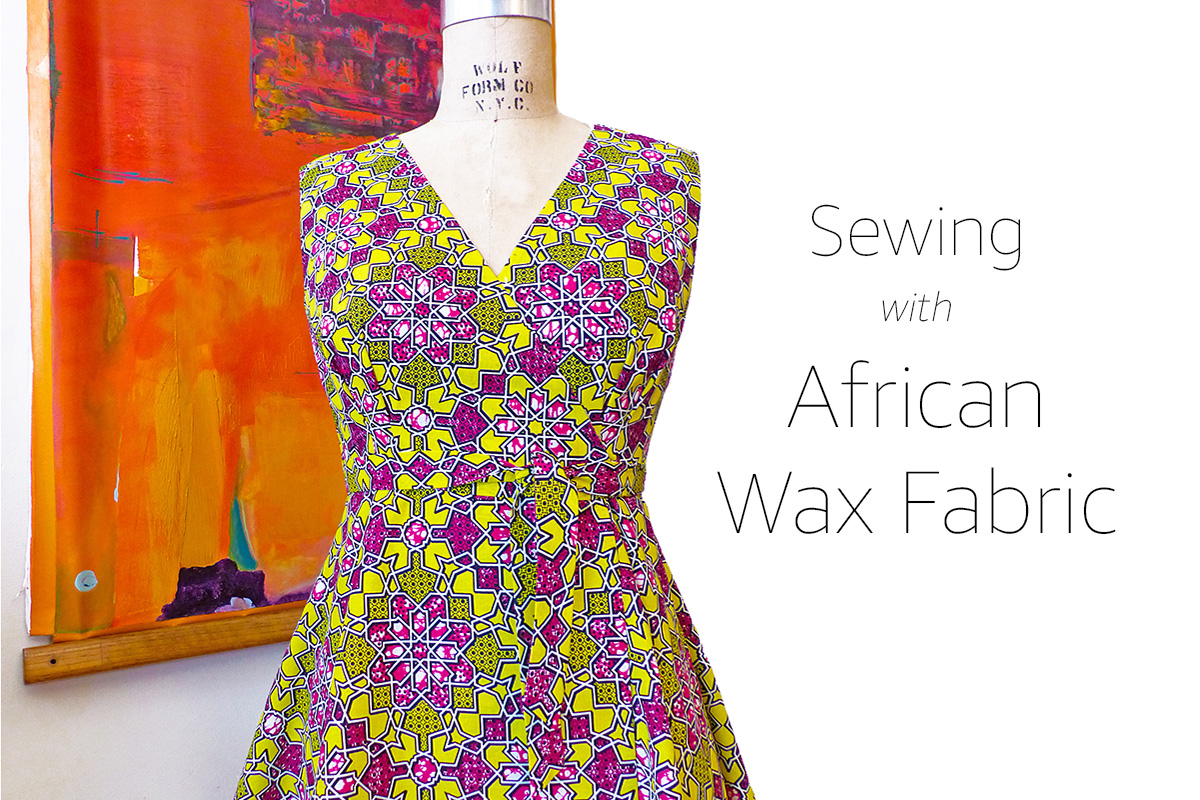 WOLF
FORM CO
N.Y.C.
Sewing
with
African
Wax Fabric